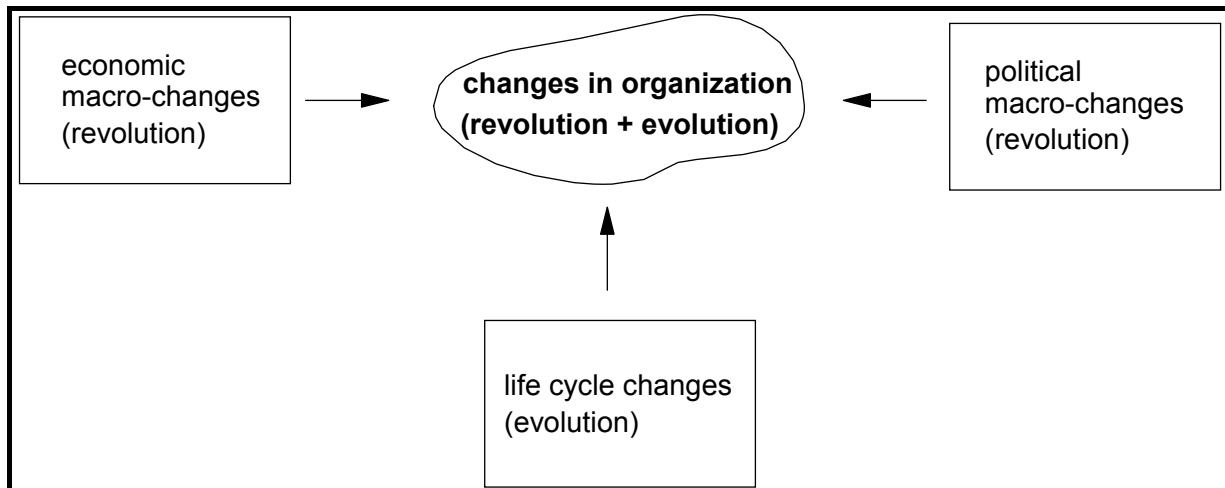 economic
macro-changes
(revolution)
changes in organization
(revolution + evolution)
political
macro-changes
(revolution)
life cycle changes
(evolution)